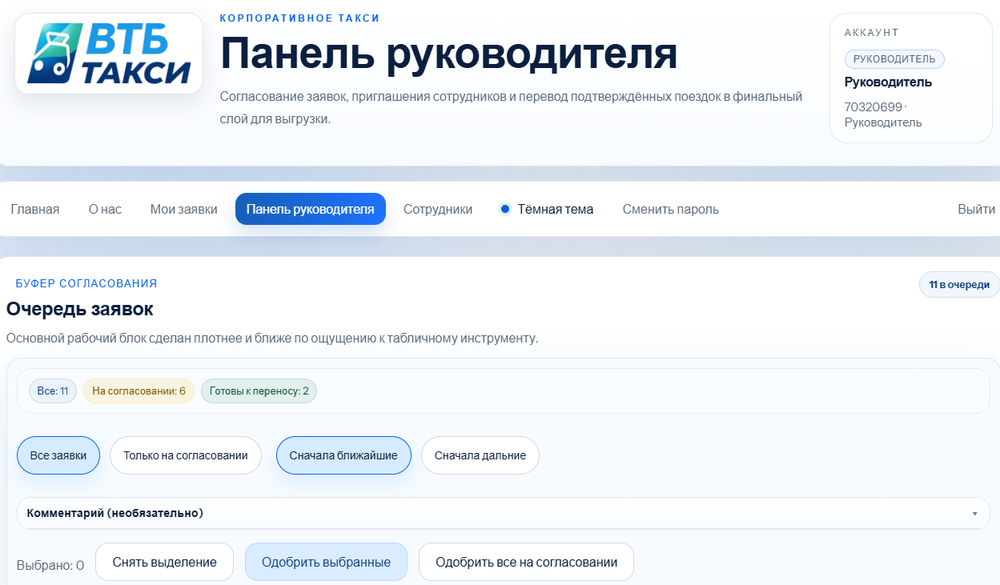 ВТБ
ТАКСИ
КОРПОРАТИВНОЕ ТАКСИ
Панель руководителя
Согласование заявок, приглашения сотрудников и перевод подтверждённых поездок в финальный
слой для выгрузки.
АККАУНТ
РУКОВОДИТЕЛЬ
Руководитель
70320699 ·
Руководитель
Главная О нас Мои заявки Панель руководителя Сотрудники Тёмная тема Сменить пароль Выйти
БУФЕР СОГЛАСОВАНИЯ
11 в очереди
Очередь заявок
Основной рабочий блок сделан плотнее и ближе по ощущению к табличному инструменту.
Все: 11 На согласовании: 6 Готовы к переносу: 2
Все заявки Только на согласовании Сначала ближайшие Сначала дальние
Комментарий (необязательно)
Выбрано: 0 Снять выделение Одобрить выбранные Одобрить все на согласовании